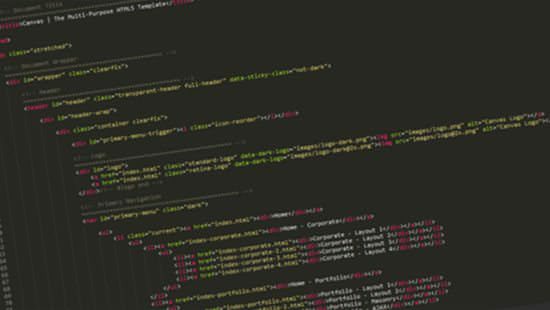 <!-- Document Title
<title>Canvas | The Multi-Purpose HTML5 Template</title>
class="stretched">
<!-- Document Wrapper
<div id="wrapper" class="clearfix">
<!-- Header
<header id="header" class="transparent-header full-header" data-sticky-class="not-dark">
<div id="header-wrap">
<div class="container clearfix">
<div id="primary-menu-trigger"><i class="icon-reorder"></i></div>
<!-- Logo
<div id="logo">
<a href="index.html" class="standard-logo" data-dark-logo="images/logo-dark.png"><img src="images/logo.png" alt="Canvas Logo"></a>
<a href="index.html" class="retina-logo" data-dark-logo="images/logo-dark@2x.png"><img src="images/logo@2x.png" alt="Canvas Logo"></a>
</div><!-- #logo end -->
<!-- Primary Navigation
<nav id="primary-menu" class="dark">
<ul>
<li class="current"><a href="index.html"><div>Home</div></a>
<ul>
<li><a href="index-corporate.html"><div>Home - Corporate</div></a>
<ul>
<li><a href="index-corporate.html"><div>Corporate - Layout 1</div></a></li>
<li><a href="index-corporate-2.html"><div>Corporate - Layout 2</div></a></li>
<li><a href="index-corporate-3.html"><div>Corporate - Layout 3</div></a></li>
<li><a href="index-corporate-4.html"><div>Corporate - Layout 4</div></a></li>
</ul>
</li>
<li><a href="index-portfolio.html"><div>Home - Portfolio</div></a>
<li><a href="index-portfolio.html"><div>Portfolio - Layout 1</div></a></li>
<div>Portfolio - Layout 2</div></a></li>
<div>Portfolio - Masonry</div></a></li>